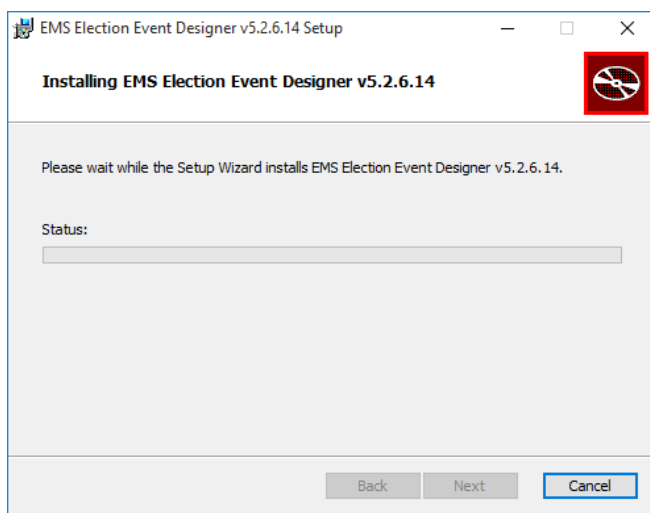 EMS Election Event Designer v5.2.6.14 Setup
Installing EMS Election Event Designer v5.2.6.14
Please wait while the Setup Wizard installs EMS Election Event Designer v5.2.6.14.
Status:
Back Next Cancel